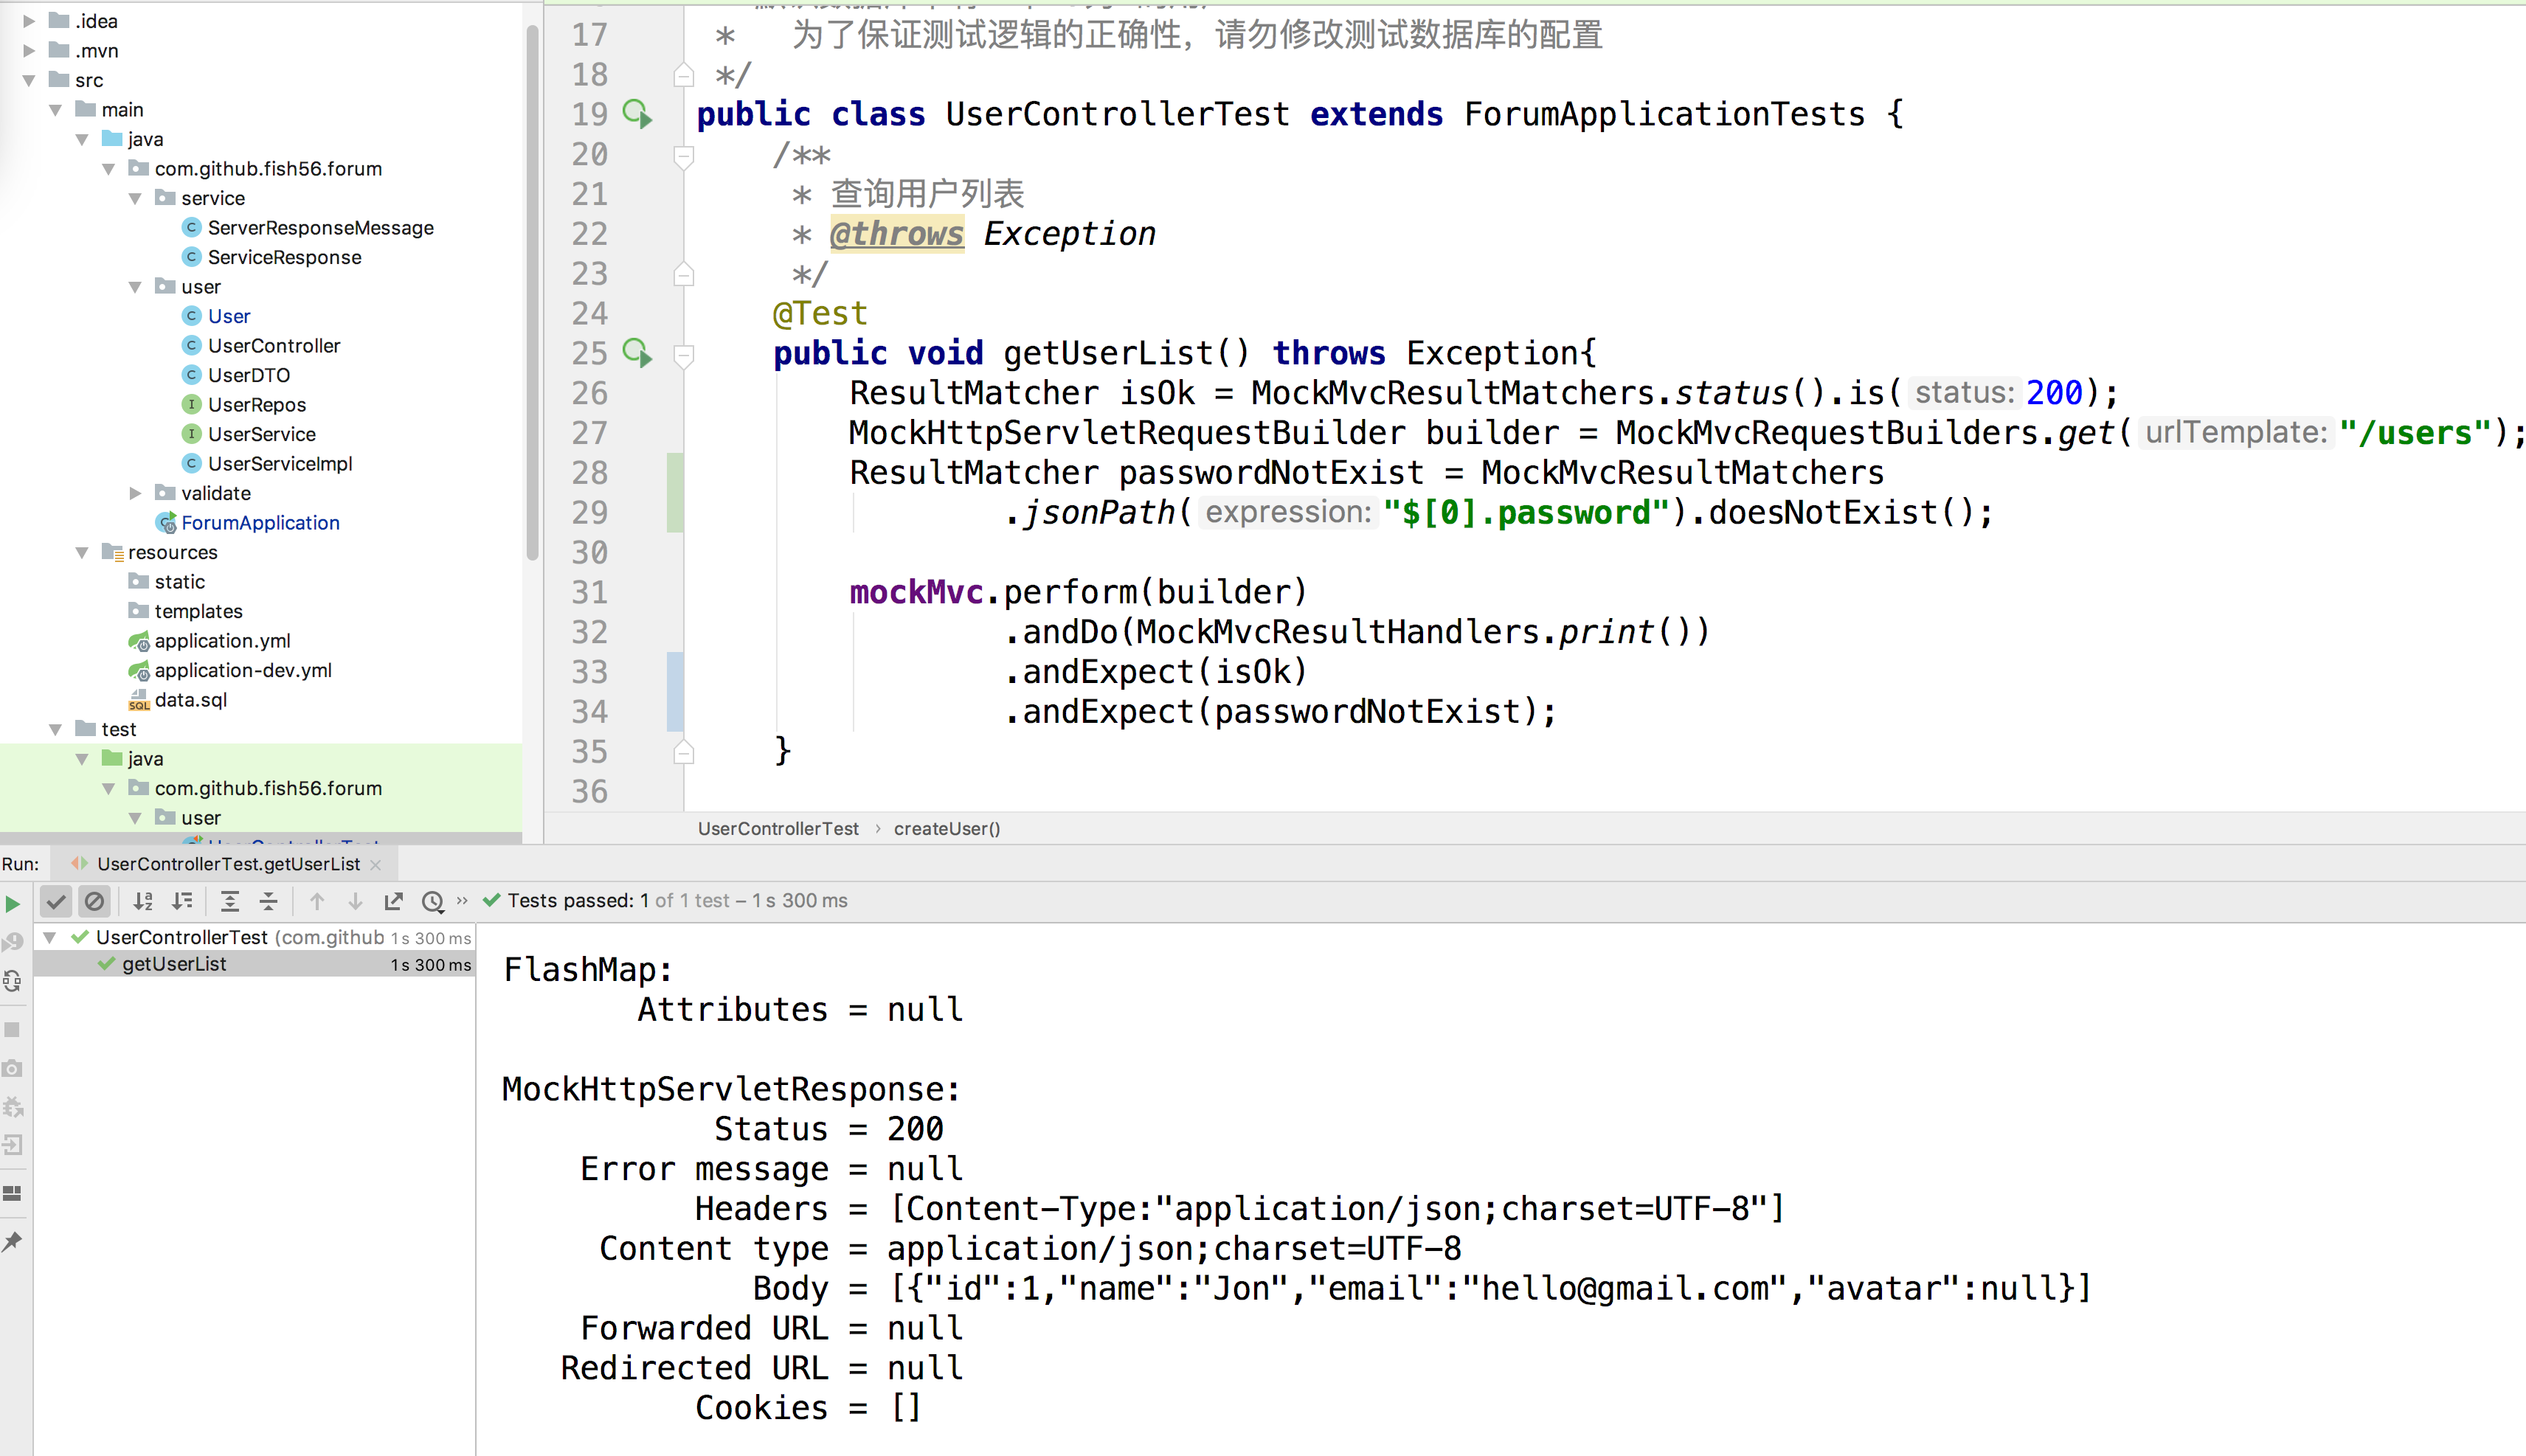 .idea
.mvn
src
main
java
com.github.fish56.forum
service
ServerResponseMessage
ServiceResponse
user
User
UserController
UserDTO
UserRepos
UserService
UserServiceImpl
validate
ForumApplication
resources
static
templates
application.yml
application-dev.yml
data.sql
test
java
com.github.fish56.forum
user
UserControllerTest
17 *   为了保证测试逻辑的正确性，请勿修改测试数据库的配置
18 */
19 public class UserControllerTest extends ForumApplicationTests {
20 /**
21 * 查询用户列表
22 * @throws Exception
23 */
24 @Test
25 public void getUserList() throws Exception{
26 ResultMatcher isOk = MockMvcResultMatchers.status().is( status: 200);
27 MockHttpServletRequestBuilder builder = MockMvcRequestBuilders.get( urlTemplate: "/users");
28 ResultMatcher passwordNotExist = MockMvcResultMatchers
29 .jsonPath( expression: "$[0].password").doesNotExist();
30
31 mockMvc.perform(builder)
32 .andDo(MockMvcResultHandlers.print())
33 .andExpect(isOk)
34 .andExpect(passwordNotExist);
35 }
36
UserControllerTest › createUser()
Run: UserControllerTest.getUserList ×
» Tests passed: 1 of 1 test – 1 s 300 ms
UserControllerTest (com.github 1 s 300 ms
getUserList 1 s 300 ms
FlashMap:
Attributes = null
MockHttpServletResponse:
Status = 200
Error message = null
Headers = [Content-Type:"application/json;charset=UTF-8"]
Content type = application/json;charset=UTF-8
Body = [{"id":1,"name":"Jon","email":"hello@gmail.com","avatar":null}]
Forwarded URL = null
Redirected URL = null
Cookies = []